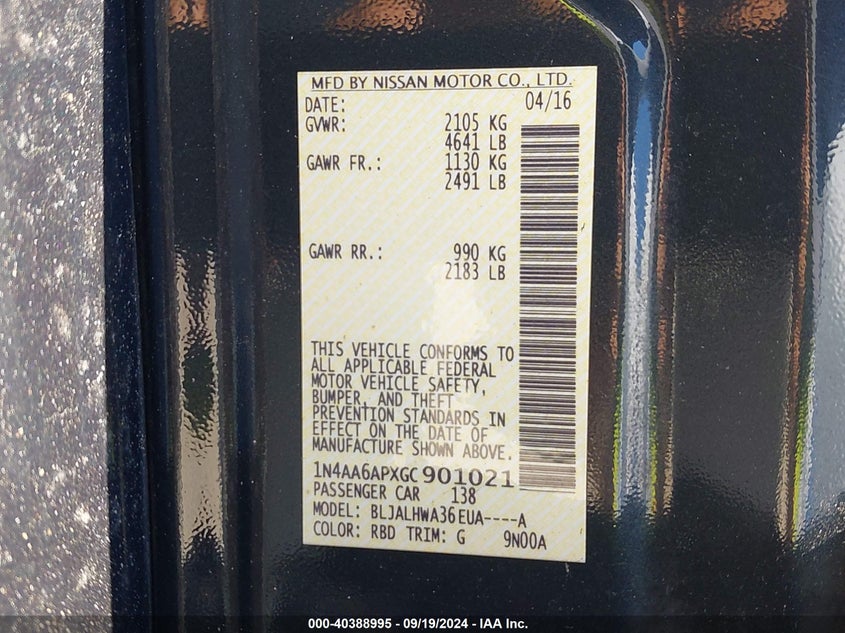 MFD BY NISSAN MOTOR CO., LTD.
DATE: 04/16
GVWR: 2105 KG
4641 LB
GAWR FR.: 1130 KG
2491 LB
GAWR RR.: 990 KG
2183 LB
THIS VEHICLE CONFORMS TO
ALL APPLICABLE FEDERAL
MOTOR VEHICLE SAFETY,
BUMPER, AND THEFT
PREVENTION STANDARDS IN
EFFECT ON THE DATE OF
MANUFACTURE SHOWN ABOVE.
1N4AA6APXGC901021
PASSENGER CAR 138
MODEL: BLJALHWA36EUA----A
COLOR: RBD TRIM: G 9N00A
000-40388995 - 09/19/2024 - IAA Inc.